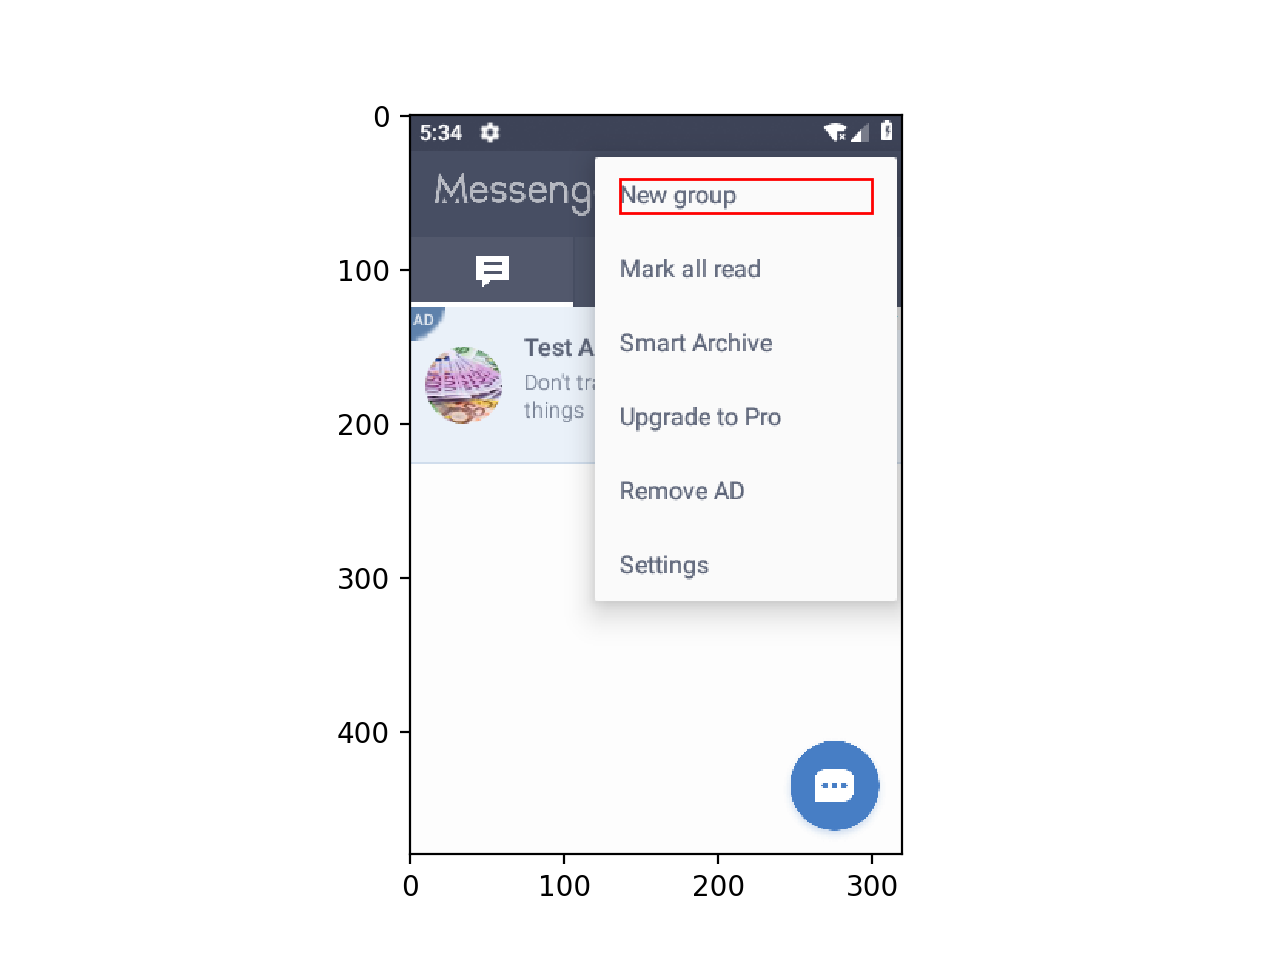 0
5:34
Messeng
New group
Mark all read
100
AD
Test A
Smart Archive
Don't tra
things
200
Upgrade to Pro
Remove AD
300
Settings
400
0 100 200 300